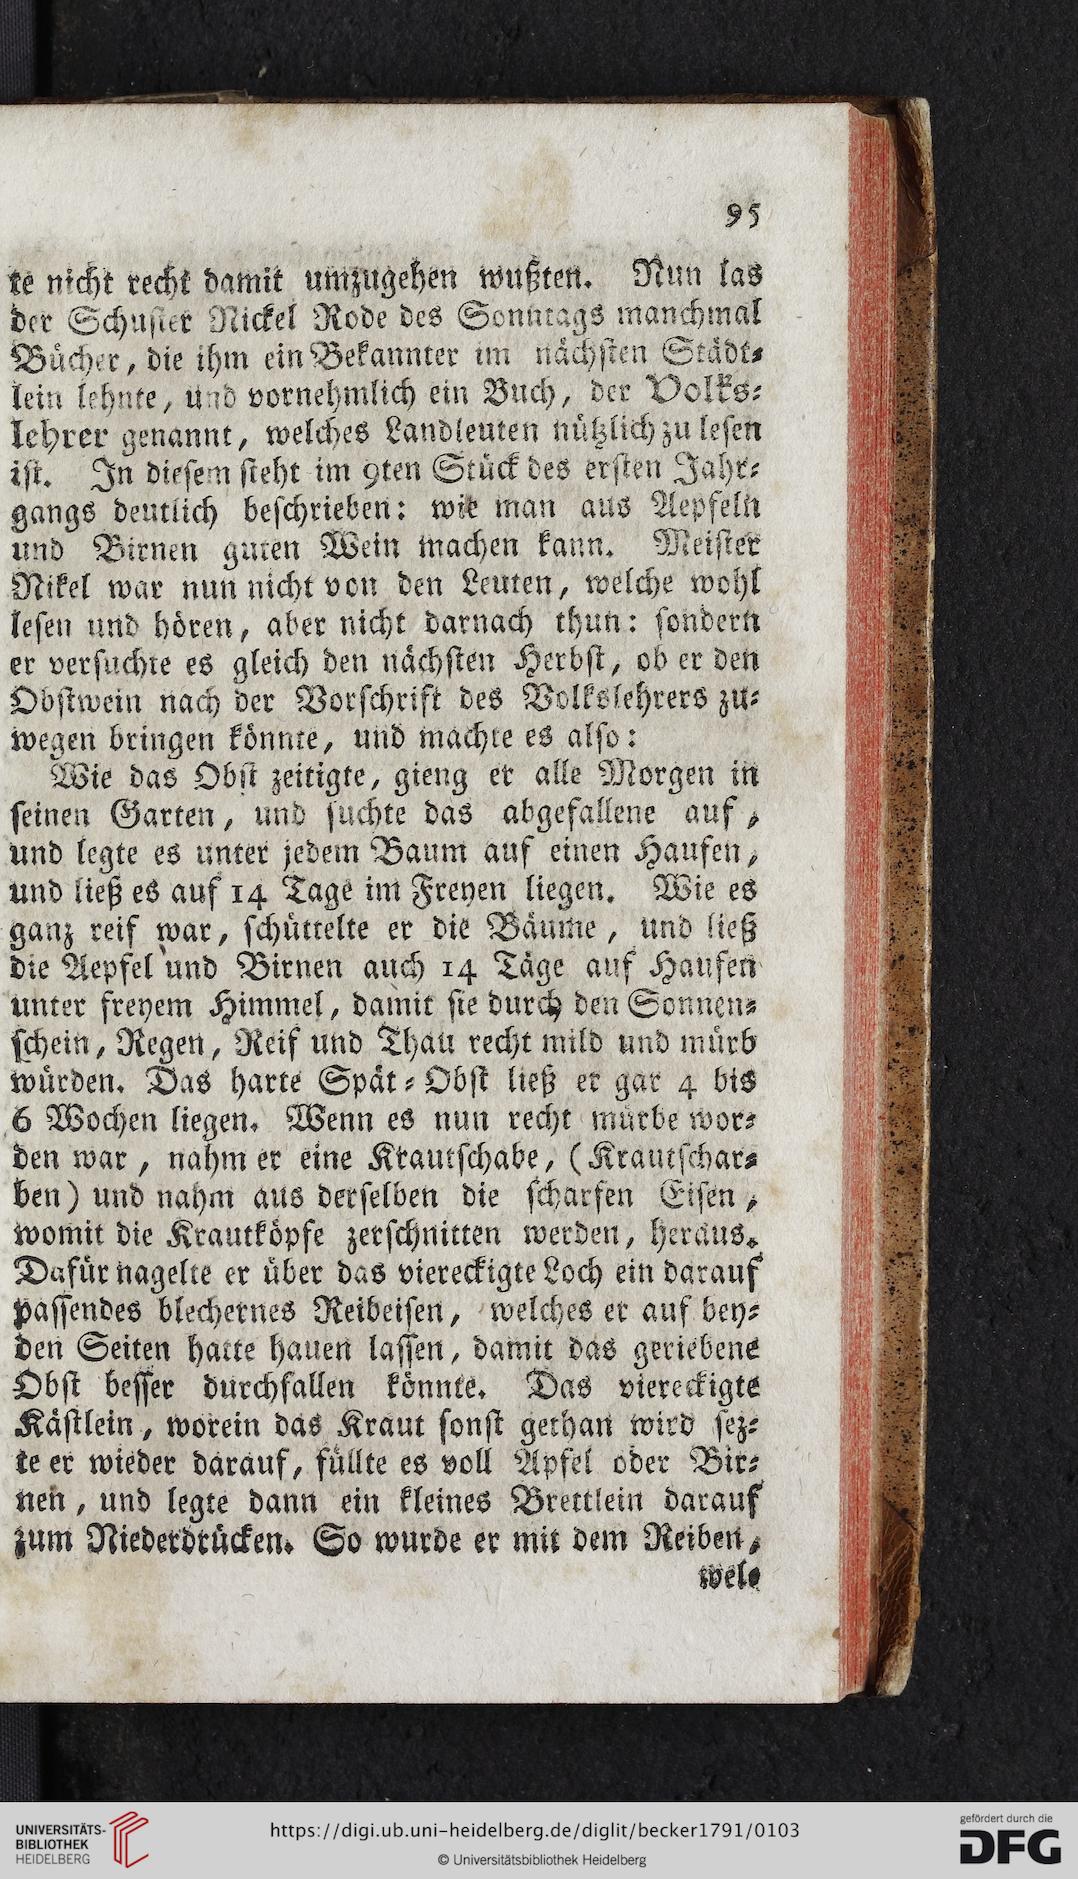 95
te nicht recht damit umzugehen wußten. Nun las
der Schuster Nickel Rode des Sonntags manchmal
Bücher, die ihm ein Bekannter im nächsten Städt⸗
lein lehnte, und vornehmlich ein Buch, der Volks⸗
lehrer genannt, welches Landleuten nützlich zu lesen
ist. In diesem steht im 9ten Stück des ersten Jahr⸗
gangs deutlich beschrieben: wie man aus Aepfeln
und Birnen guten Wein machen kann. Meister
Nikel war nun nicht von den Leuten, welche wohl
lesen und hören, aber nicht darnach thun: sondern
er versuchte es gleich den nächsten Herbst, ob er den
Obstwein nach der Vorschrift des Volkslehrers zu⸗
wegen bringen könnte, und machte es also:
Wie das Obst zeitigte, gieng er alle Morgen in
seinen Garten, und suchte das abgefallene auf,
und legte es unter jedem Baum auf einen Haufen,
und ließ es auf 14 Tage im Freyen liegen. Wie es
ganz reif war, schüttelte er die Bäume, und ließ
die Aepfel und Birnen auch 14 Täge auf Haufen
unter freyem Himmel, damit sie durch den Sonnen⸗
schein, Regen, Reif und Thau recht mild und mürb
würden. Das harte Spät⸗Obst ließ er gar 4 bis
6 Wochen liegen. Wenn es nun recht mürbe wor⸗
den war, nahm er eine Krautschabe, (Krautschar⸗
ben) und nahm aus derselben die scharfen Eisen,
womit die Krautköpfe zerschnitten werden, heraus.
Dafür nagelte er über das viereckigte Loch ein darauf
passendes blechernes Reibeisen, welches er auf bey⸗
den Seiten hatte hauen lassen, damit das geriebene
Obst besser durchfallen könnte. Das viereckigte
Kästlein, worein das Kraut sonst gethan wird sez⸗
te er wieder darauf, füllte es voll Apfel oder Bir⸗
nen, und legte dann ein kleines Brettlein darauf
zum Niederdrücken. So wurde er mit dem Reiben,
wel⸗
UNIVERSITÄTS-
BIBLIOTHEK
HEIDELBERG
https://digi.ub.uni-heidelberg.de/diglit/becker1791/0103
© Universitätsbibliothek Heidelberg
gefördert durch die
DFG